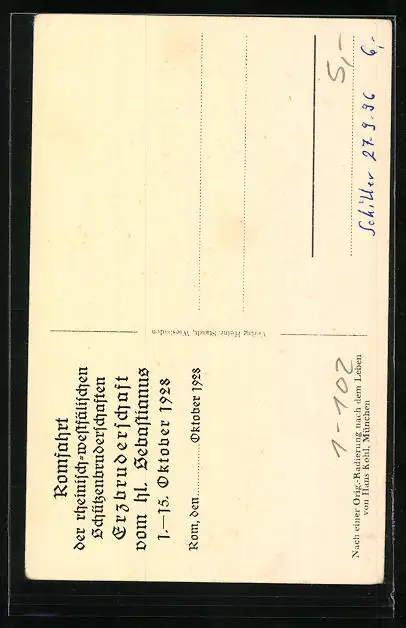 Romfahrt
der rheinisch-westfälischen
Schützenbruderschaften
Erzbruderschaft
vom hl. Sebastianus
1.—15. Oktober 1928
Rom, den............Oktober 1928
1-102
Nach einer Orig.-Radierung nach dem Leben
von Hans Kohl, München
Verlag Heinr. Staadt, Wiesbaden
5,-
Schiller 27.9.96 6,-